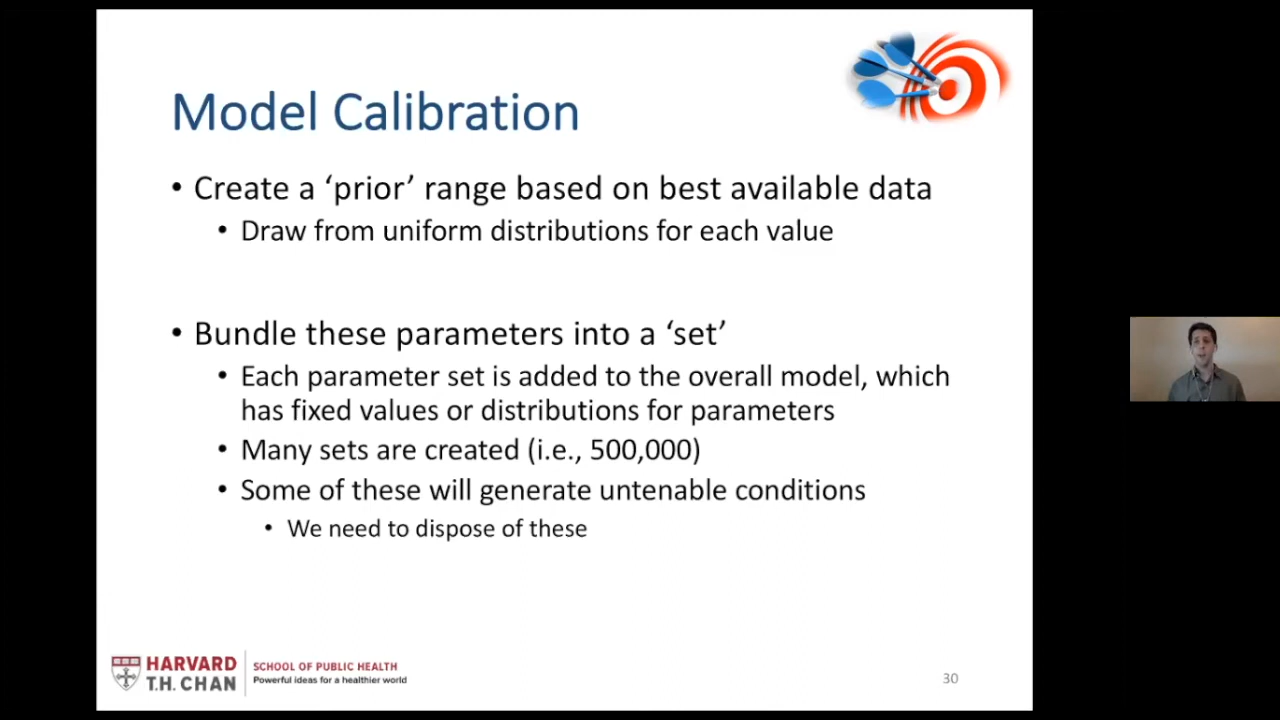 Model Calibration
• Create a ‘prior’ range based on best available data
• Draw from uniform distributions for each value
• Bundle these parameters into a ‘set’
• Each parameter set is added to the overall model, which
has fixed values or distributions for parameters
• Many sets are created (i.e., 500,000)
• Some of these will generate untenable conditions
• We need to dispose of these
HARVARD
T.H. CHAN
SCHOOL OF PUBLIC HEALTH
Powerful ideas for a healthier world
30